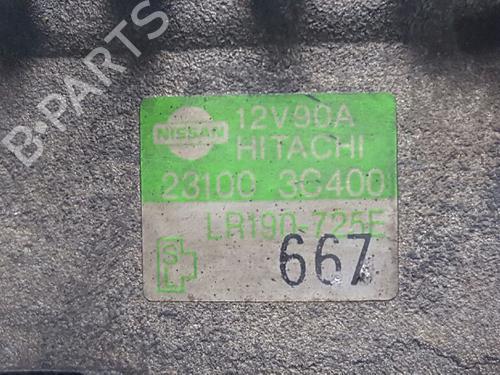 B-PARTS
NISSAN
12V90A
HITACHI
23100 3C400
LR190-725E
667
S
L